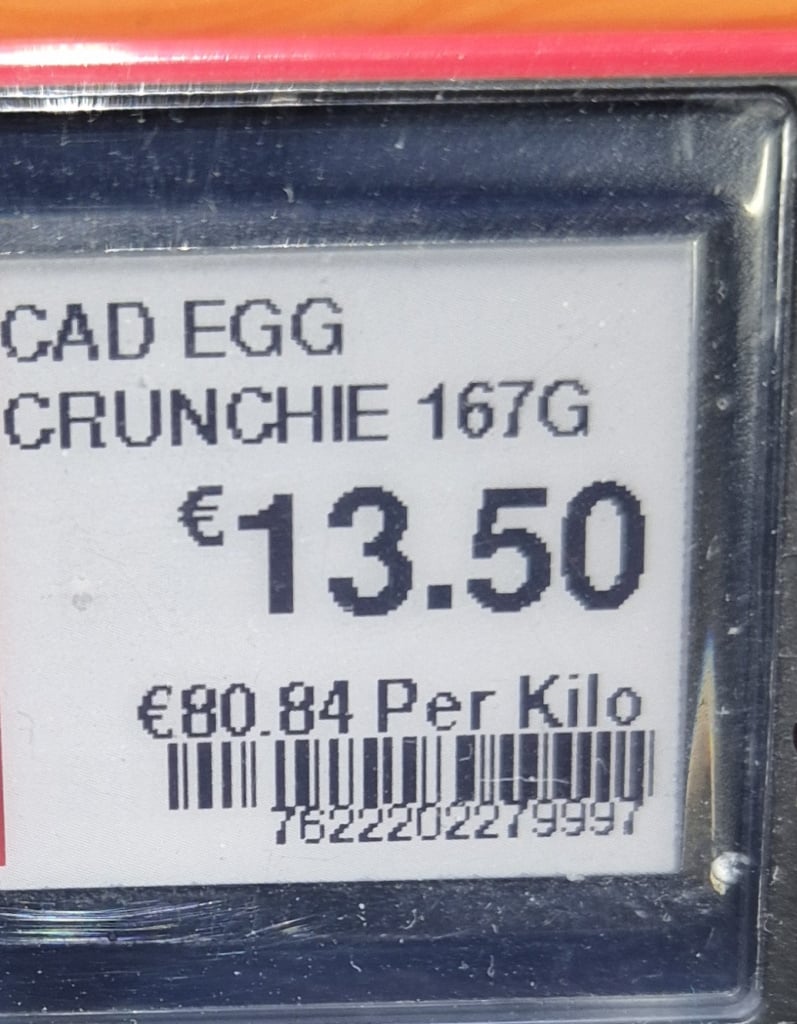 CAD EGG
CRUNCHIE 167G
€13.50
€80.84 Per Kilo
7622202279997